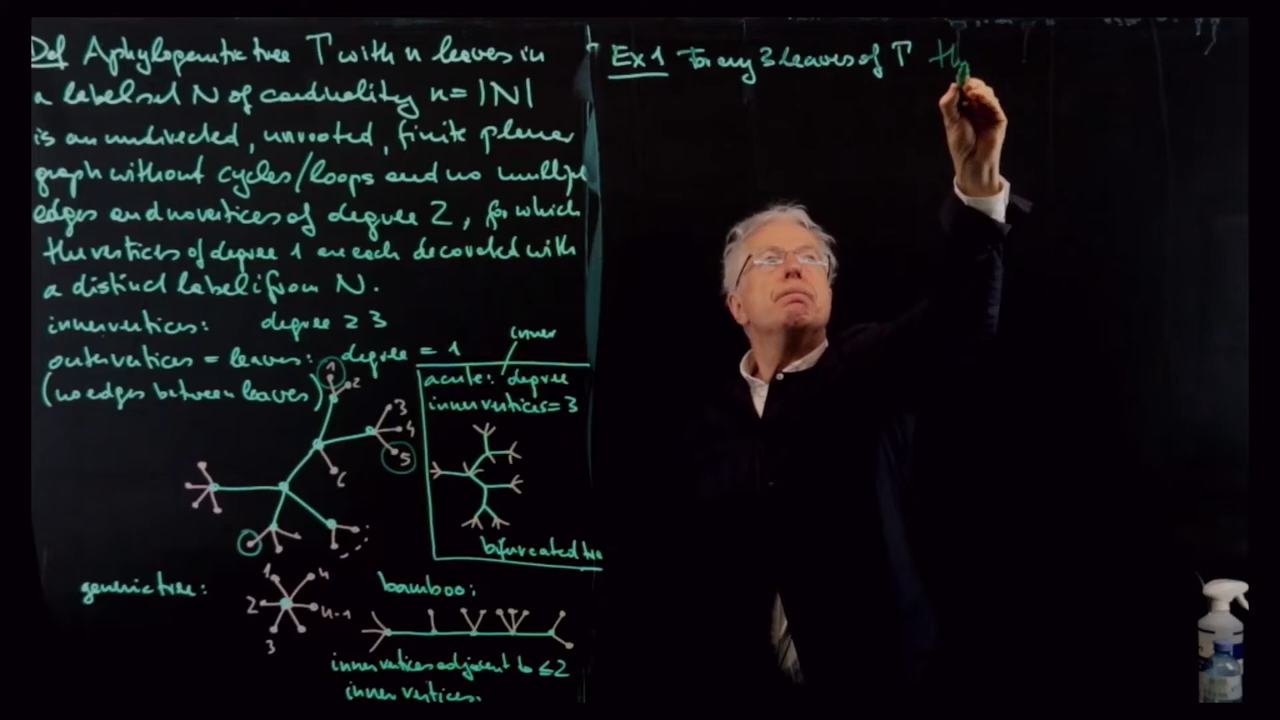 Def A phylogenetic tree T with n leaves in
a label set N of cardinality n = |N|
is an undirected, unrooted, finite planar
graph without cycles/loops and no multiple
edges and no vertices of degree 2, for which
the vertices of degree 1 are each decorated with
a distinct label i from N.
inner vertices: degree ≥ 3
outer vertices = leaves: degree = 1
(no edges between leaves)
1
2
3
4
5
6
inner
acute: degree
inner vertices = 3
bifurcated tre
generic tree:
1
4
2
n-1
3
bamboo:
inner vertices adjacent to ≤ 2
inner vertices.
Ex 1 For any 3 leaves of T th